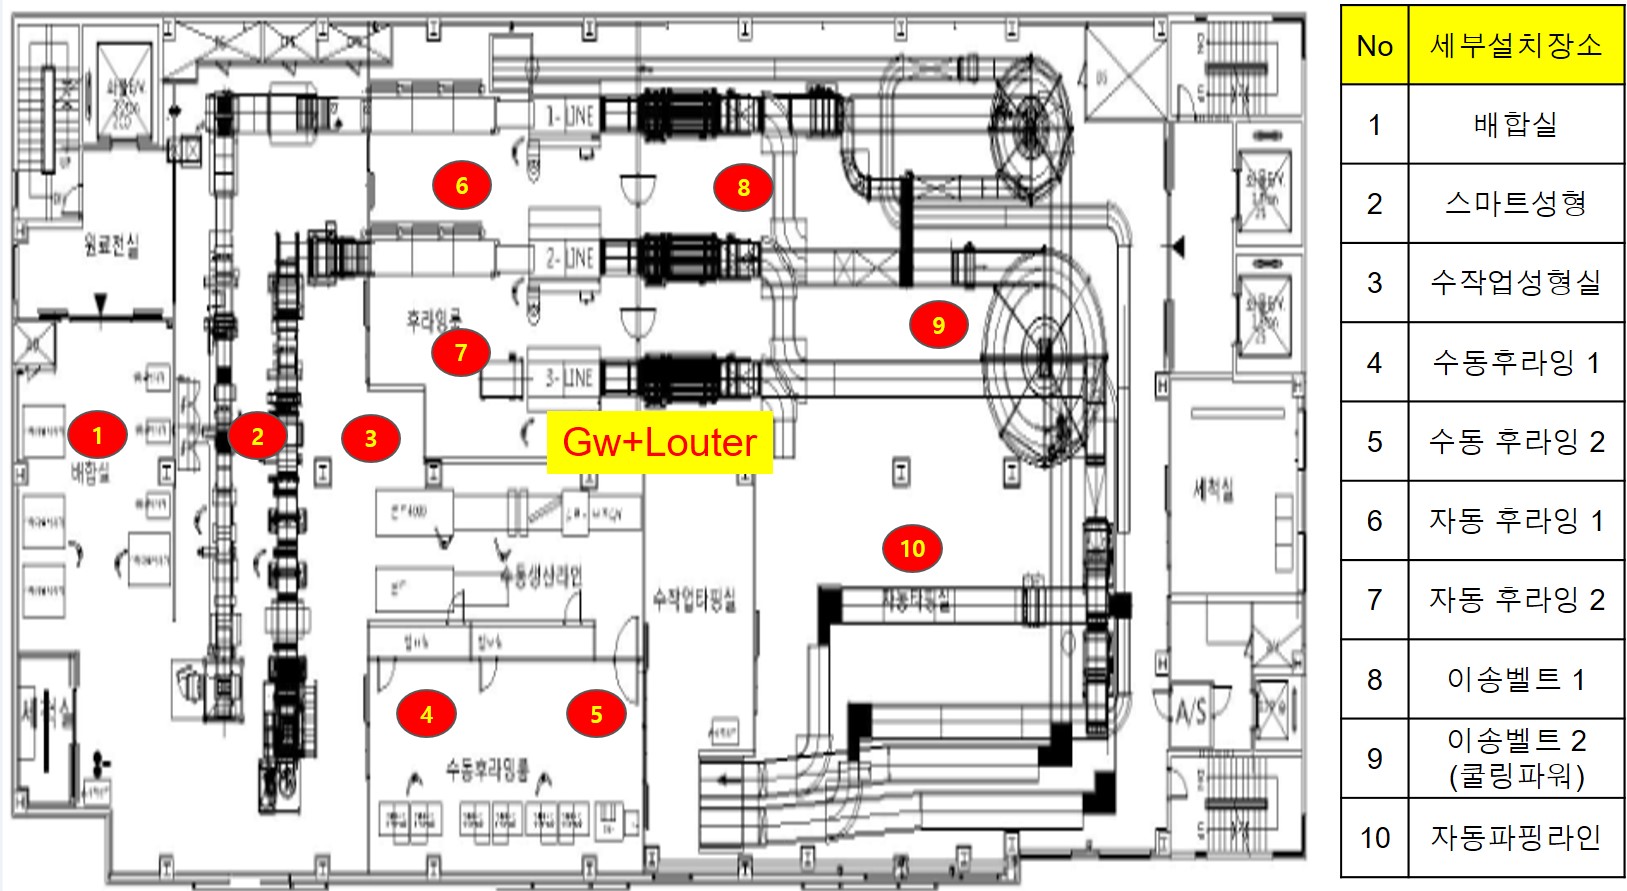 No 세부설치장소
1 배합실
2 스마트성형
3 수작업성형실
4 수동후라잉 1
5 수동 후라잉 2
6 자동 후라잉 1
7 자동 후라잉 2
8 이송벨트 1
9 이송벨트 2
(쿨링파워)
10 자동파핑라인
1- LINE
6
8
원료전실
2- LINE
후라잉룸
9
7
3- LINE
1
2
3
Gw+Louter
배합실
세척실
10
수동생산라인
수작업타핑실
자동타핑실
4
5
세척실
A/S
수동후라잉룸